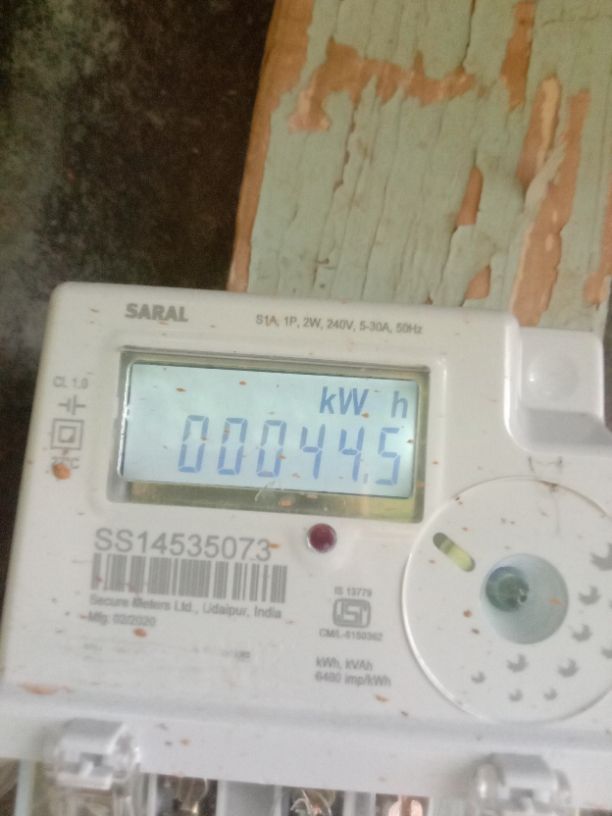 SARAL
S1A, 1P, 2W, 240V, 5-30A, 50Hz
CL 1.0
kW h
00044.5
SS14535073
Secure Meters Ltd., Udaipur, India
Mfg. 02/2020
IS 13779
ISI
kWh, kVAh
6400 imp/kWh